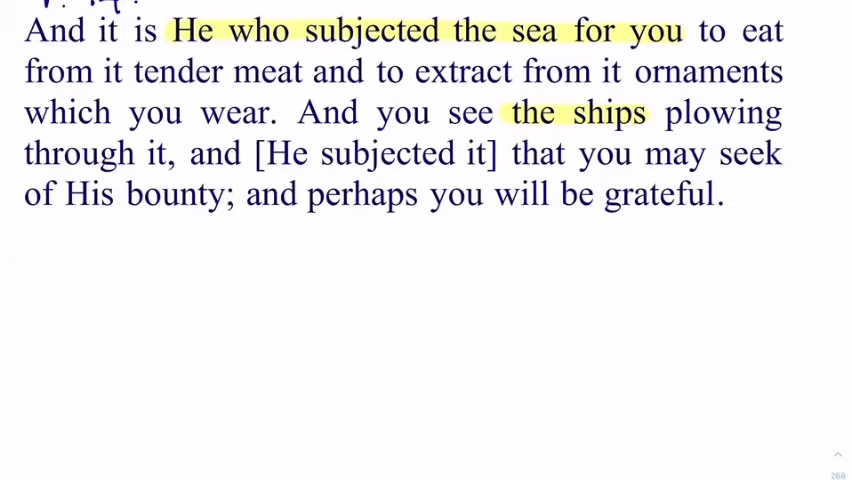 And it is He who subjected the sea for you to eat
from it tender meat and to extract from it ornaments
which you wear. And you see the ships plowing
through it, and [He subjected it] that you may seek
of His bounty; and perhaps you will be grateful.
268